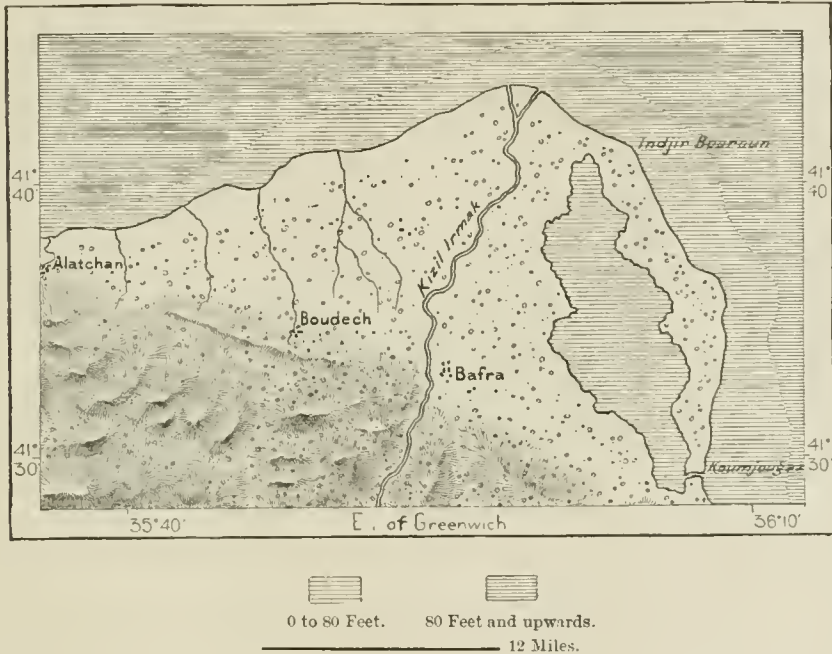 Indjir Bouroun
41°
40'
41°
40'
Kizil Irmak
Alatchan
Boudech
Bafra
41°
30'
41°
30'
35°40'
E. of Greenwich
36°10'
0 to 80 Feet.
80 Feet and upwards.
12 Miles.